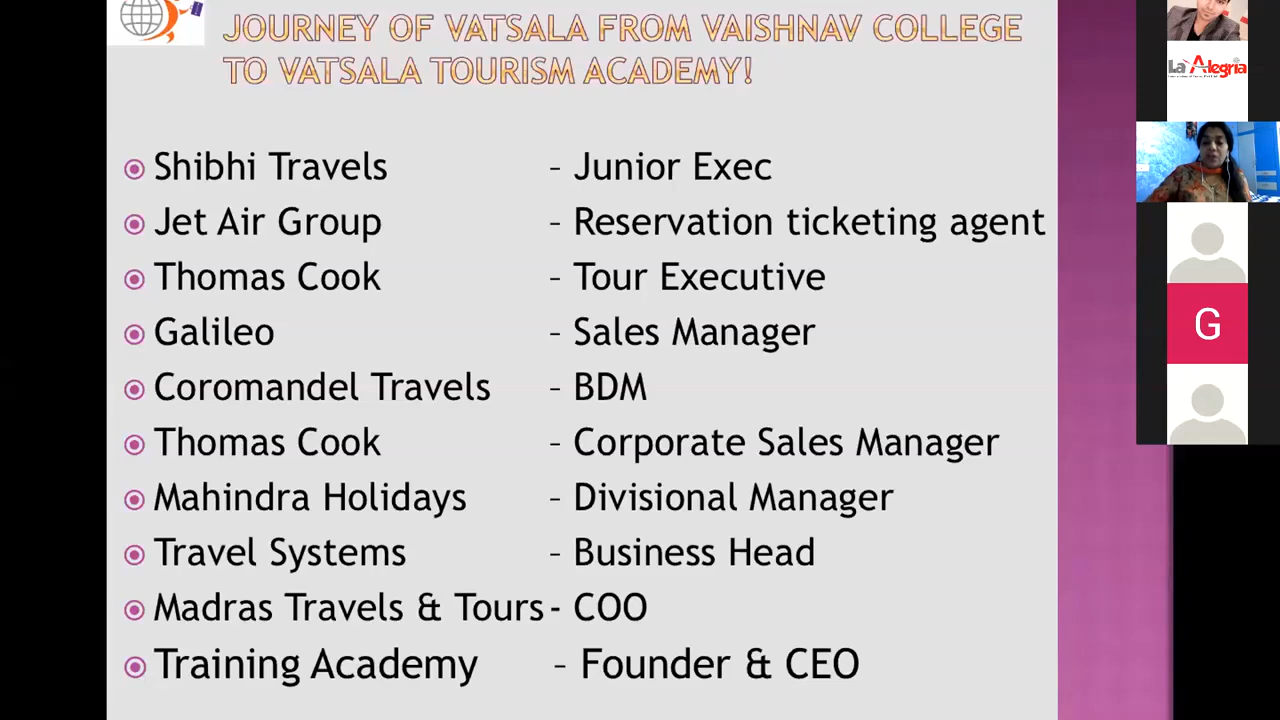 JOURNEY OF VATSALA FROM VAISHNAV COLLEGE
TO VATSALA TOURISM ACADEMY!
Shibhi Travels – Junior Exec
Jet Air Group – Reservation ticketing agent
Thomas Cook – Tour Executive
Galileo – Sales Manager
Coromandel Travels – BDM
Thomas Cook – Corporate Sales Manager
Mahindra Holidays – Divisional Manager
Travel Systems – Business Head
Madras Travels & Tours - COO
Training Academy – Founder & CEO
La Alegria
G